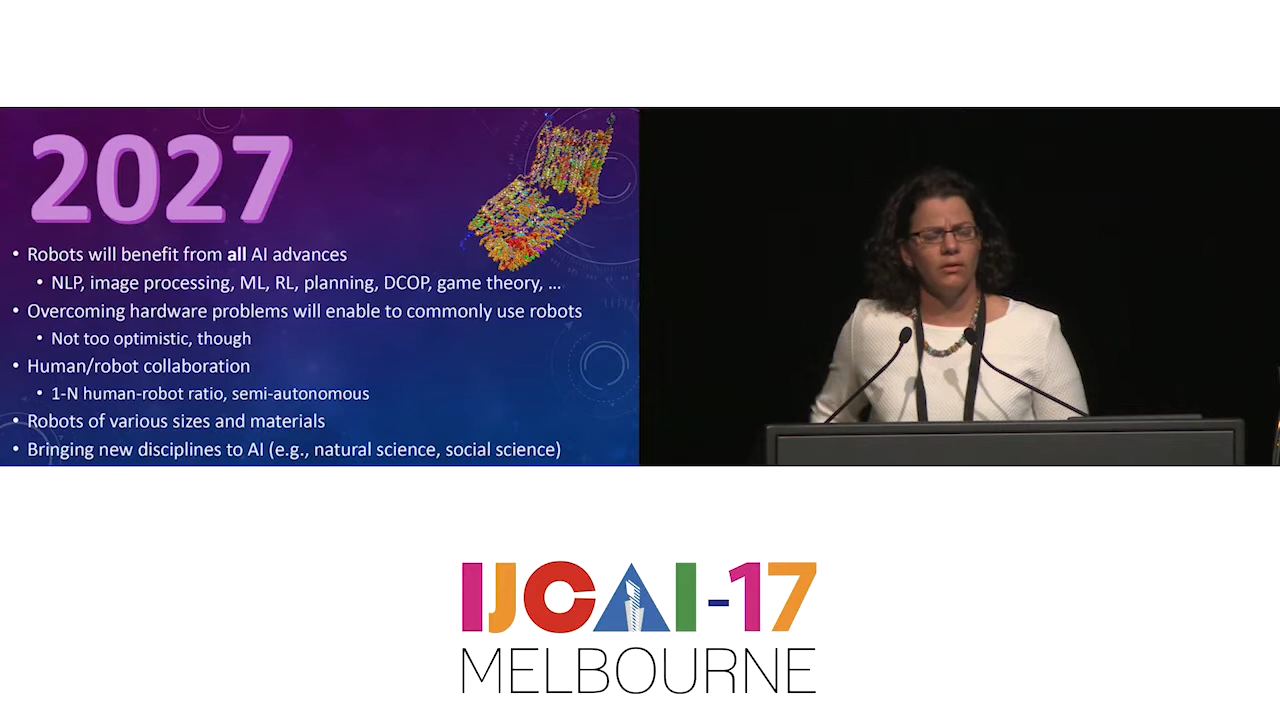 2027
• Robots will benefit from all AI advances
• NLP, image processing, ML, RL, planning, DCOP, game theory, ...
• Overcoming hardware problems will enable to commonly use robots
• Not too optimistic, though
• Human/robot collaboration
• 1-N human-robot ratio, semi-autonomous
• Robots of various sizes and materials
• Bringing new disciplines to AI (e.g., natural science, social science)
IJCAI-17
MELBOURNE